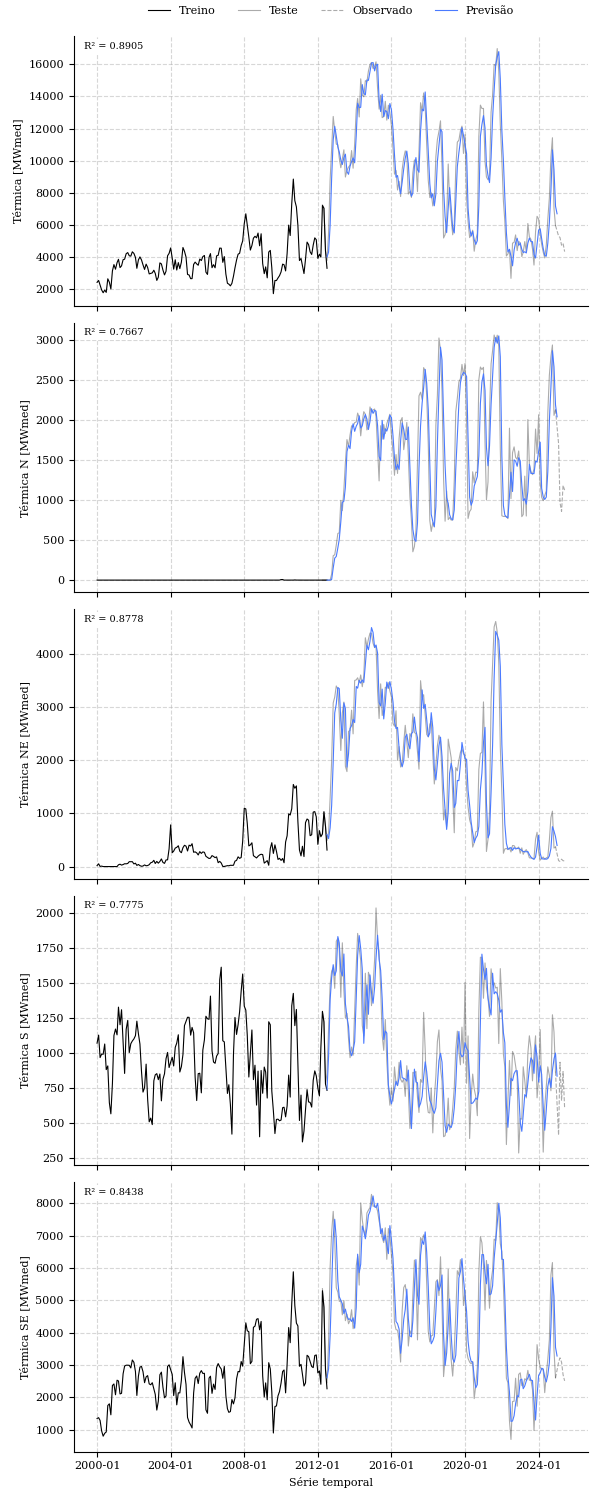 Treino Teste Observado Previsão
R² = 0.8905
Térmica [MWmed]
16000
14000
12000
10000
8000
6000
4000
2000
R² = 0.7667
Térmica N [MWmed]
3000
2500
2000
1500
1000
500
0
R² = 0.8778
Térmica NE [MWmed]
4000
3000
2000
1000
0
R² = 0.7775
Térmica S [MWmed]
2000
1750
1500
1250
1000
750
500
250
R² = 0.8438
Térmica SE [MWmed]
8000
7000
6000
5000
4000
3000
2000
1000
2000-01 2004-01 2008-01 2012-01 2016-01 2020-01 2024-01
Série temporal